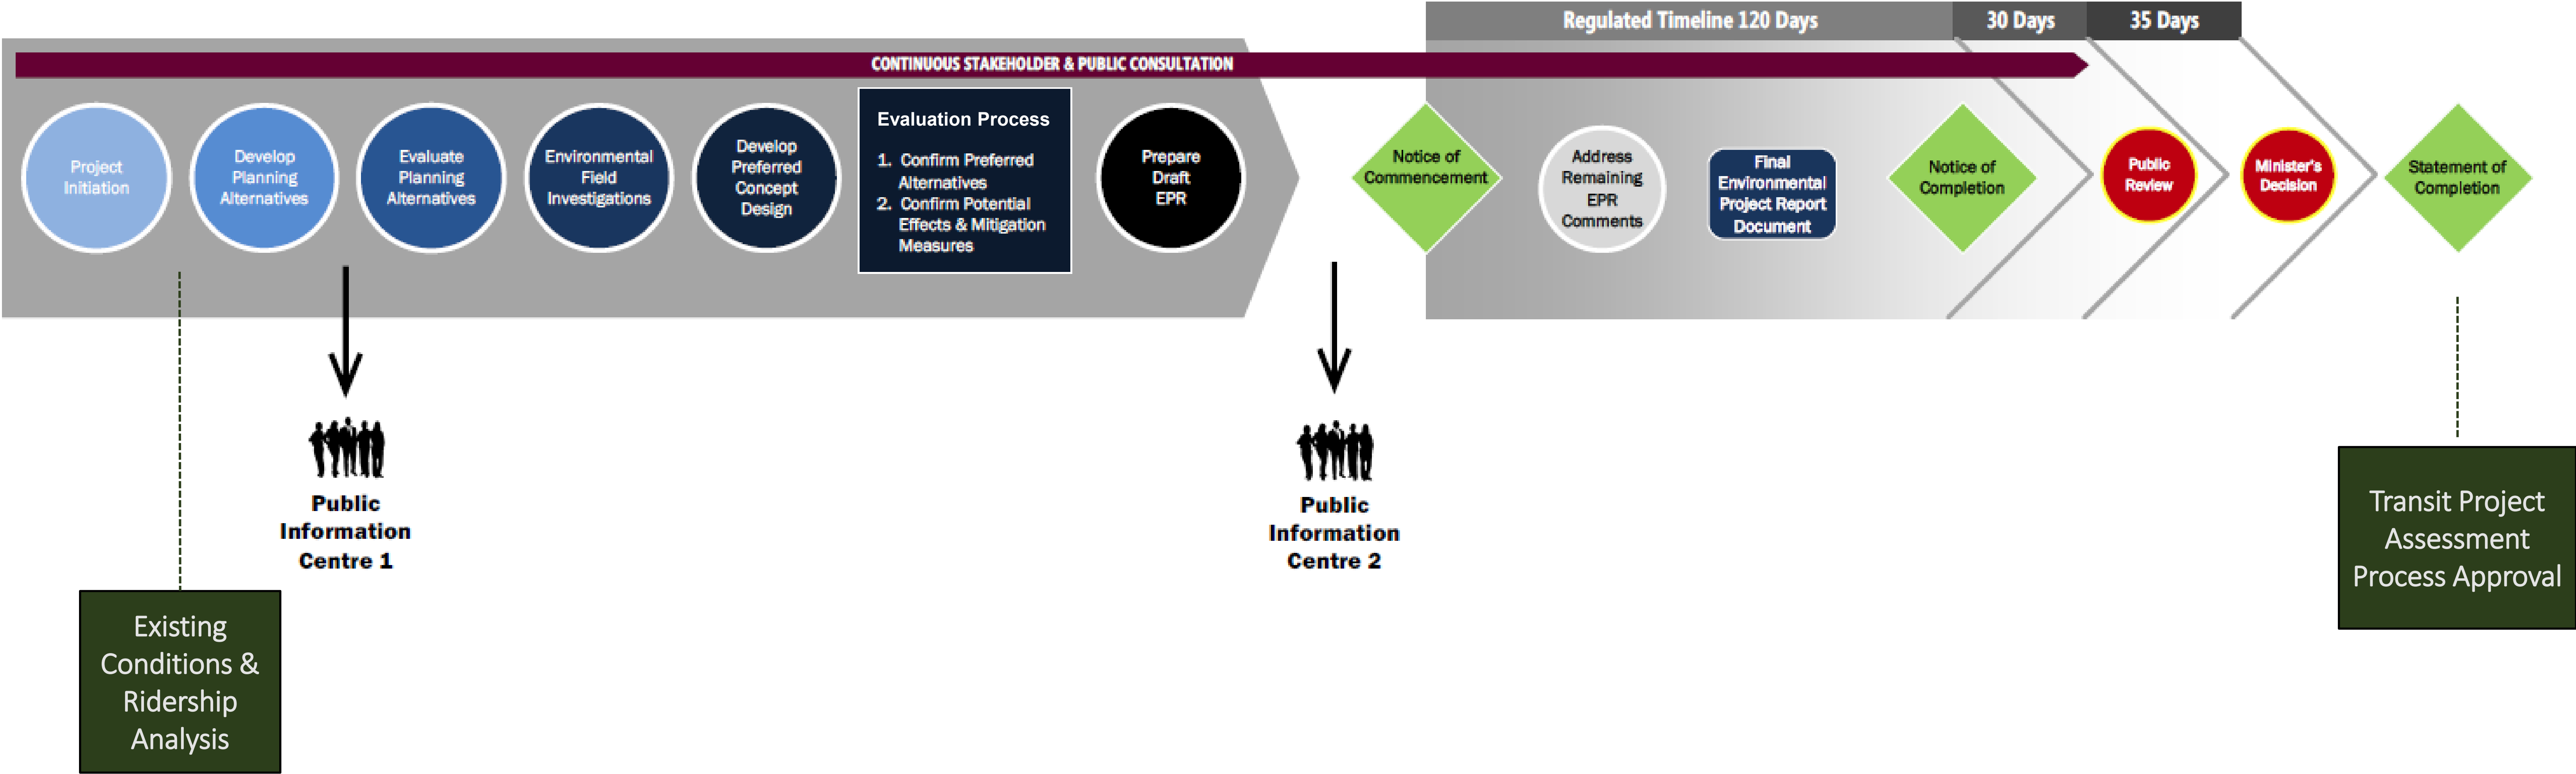 Regulated Timeline 120 Days
30 Days
35 Days
CONTINUOUS STAKEHOLDER & PUBLIC CONSULTATION
Project
Initiation
Develop
Planning
Alternatives
Evaluate
Planning
Alternatives
Environmental
Field
Investigations
Develop
Preferred
Concept
Design
Evaluation Process
1. Confirm Preferred
Alternatives
2. Confirm Potential
Effects & Mitigation
Measures
Prepare
Draft
EPR
Notice of
Commencement
Address
Remaining
EPR
Comments
Final
Environmental
Project Report
Document
Notice of
Completion
Public
Review
Minister's
Decision
Statement of
Completion
Public
Information
Centre 1
Public
Information
Centre 2
Existing
Conditions &
Ridership
Analysis
Transit Project
Assessment
Process Approval